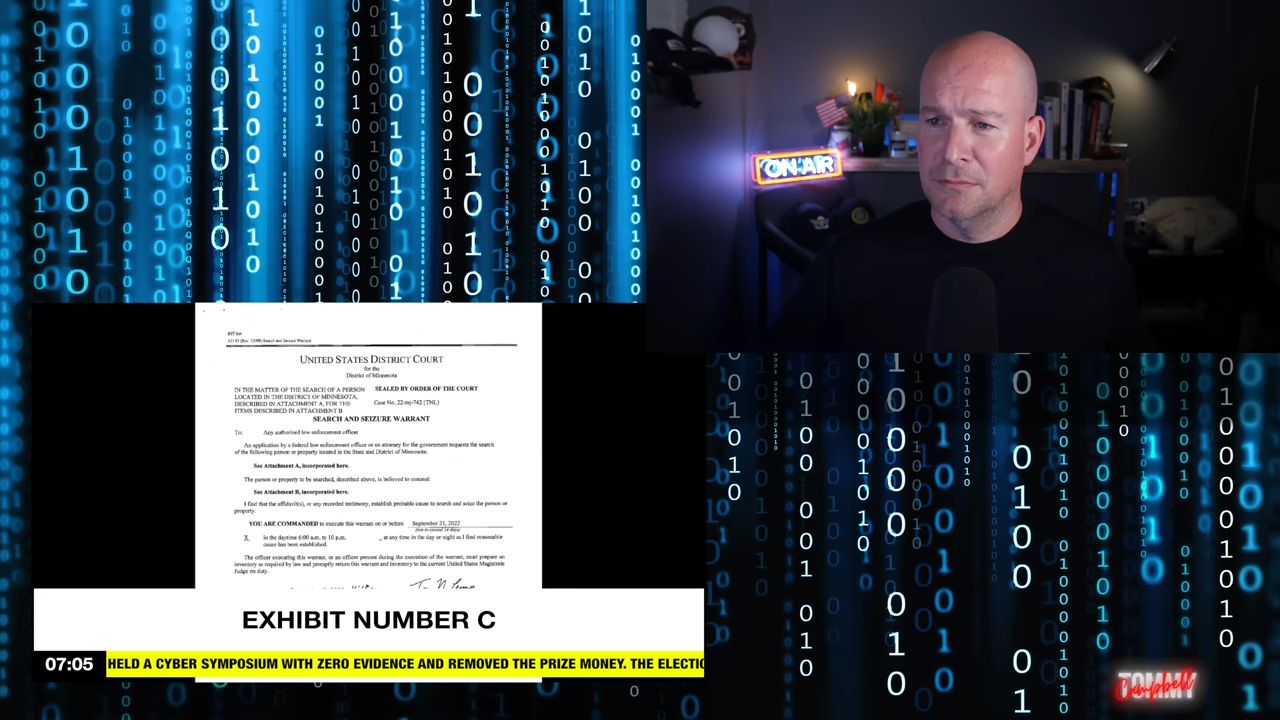 ON AIR
AO 93 (Rev. 12/09) Search and Seizure Warrant
UNITED STATES DISTRICT COURT
for the
District of Minnesota
IN THE MATTER OF THE SEARCH OF A PERSON
LOCATED IN THE DISTRICT OF MINNESOTA,
DESCRIBED IN ATTACHMENT A, FOR THE
ITEMS DESCRIBED IN ATTACHMENT B
SEALED BY ORDER OF THE COURT
Case No. 22-mj-742 (TNL)
SEARCH AND SEIZURE WARRANT
To: Any authorized law enforcement officer
An application by a federal law enforcement officer or an attorney for the government requests the search
of the following person or property located in the State and District of Minnesota:
See Attachment A, incorporated here.
The person or property to be searched, described above, is believed to conceal:
See Attachment B, incorporated here.
I find that the affidavit(s), or any recorded testimony, establish probable cause to search and seize the person or
property.
YOU ARE COMMANDED to execute this warrant on or before September 21, 2022
(not to exceed 14 days)
X in the daytime 6:00 a.m. to 10 p.m. _ at any time in the day or night as I find reasonable
cause has been established.
The officer executing this warrant, or an officer present during the execution of the warrant, must prepare an
inventory as required by law and promptly return this warrant and inventory to the current United States Magistrate
Judge on duty.
EXHIBIT NUMBER C
07:05 HELD A CYBER SYMPOSIUM WITH ZERO EVIDENCE AND REMOVED THE PRIZE MONEY. THE ELECTIO
TOMMY
Campbell